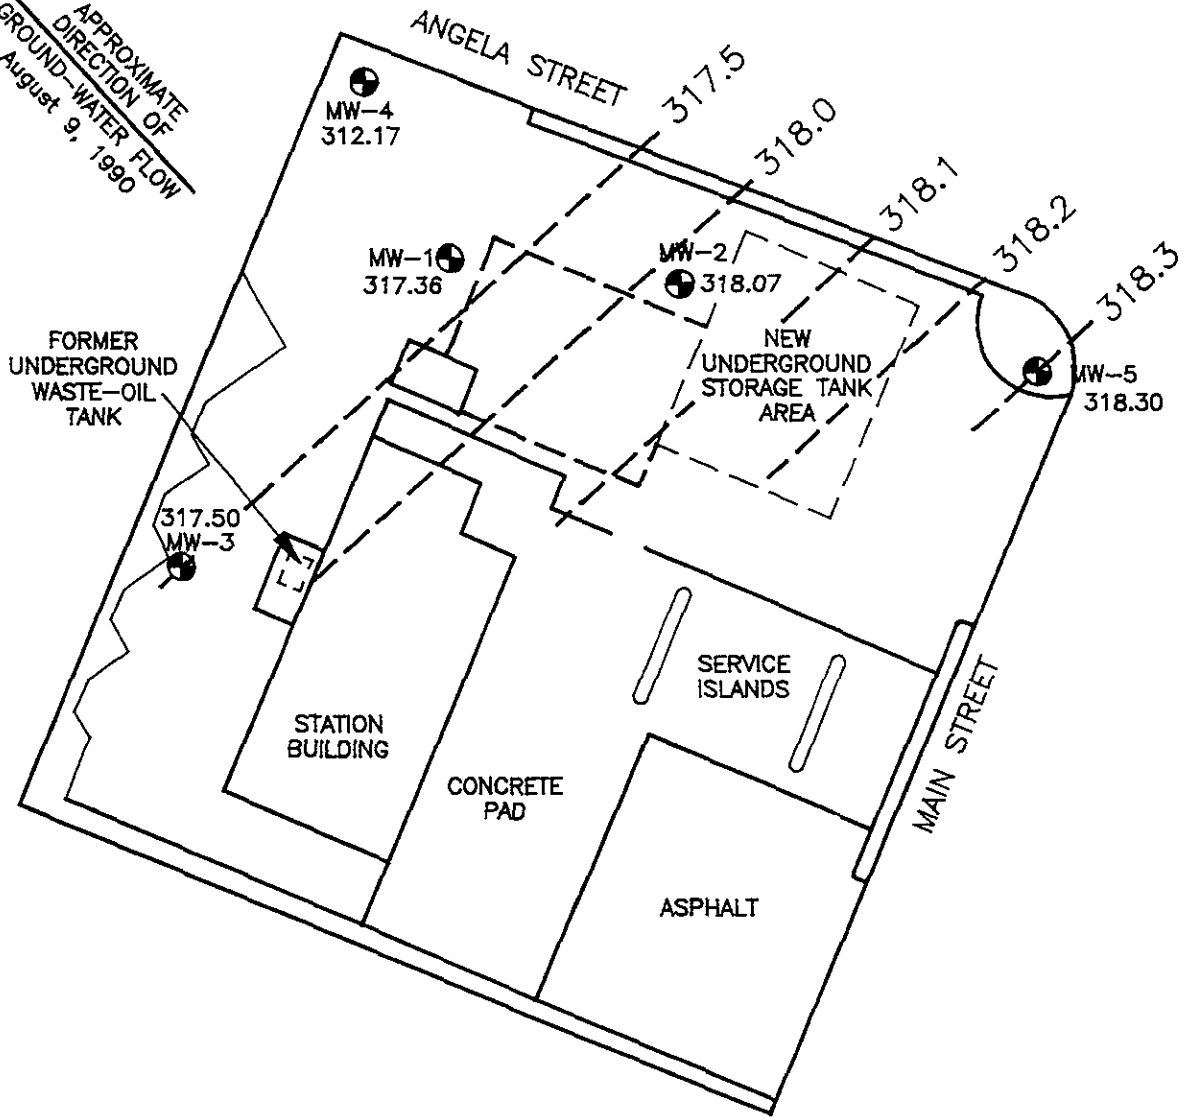 APPROXIMATE
DIRECTION OF
GROUND-WATER FLOW
August 9, 1990
ANGELA STREET
317.5
318.0
318.1
318.2
318.3
MW-4
312.17
MW-1
317.36
MW-2
318.07
MW-5
318.30
NEW
UNDERGROUND
STORAGE TANK
AREA
FORMER
UNDERGROUND
WASTE-OIL
TANK
317.50
MW-3
SERVICE
ISLANDS
STATION
BUILDING
CONCRETE
PAD
MAIN STREET
ASPHALT